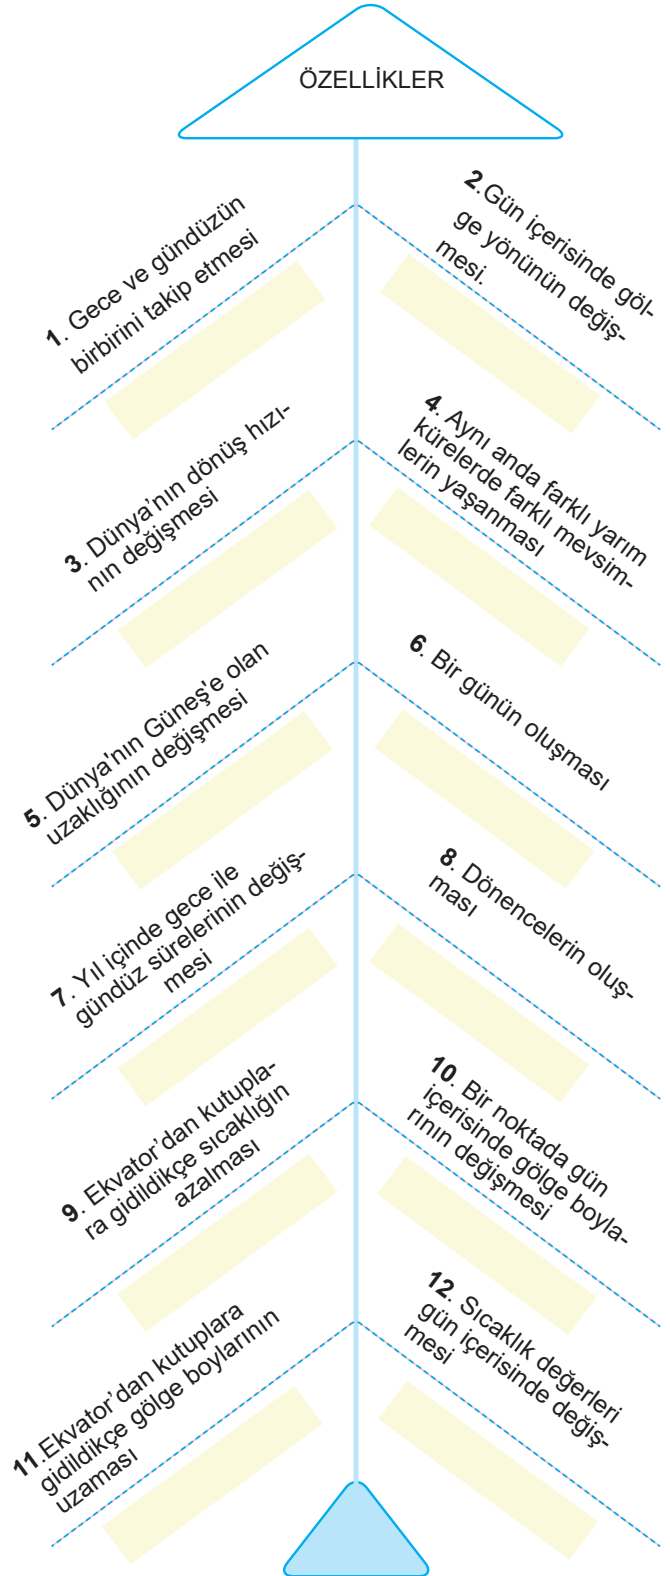 ÖZELLİKLER
1. Gece ve gündüzün
birbirini takip etmesi
2.Gün içerisinde göl-
ge yönünün değiş-
mesi.
3. Dünya'nın dönüş hızı-
nın değişmesi
4. Aynı anda farklı yarım
kürelerde farklı mevsim-
lerin yaşanması
5. Dünya'nın Güneş'e olan
uzaklığının değişmesi
6. Bir günün oluşması
7. Yıl içinde gece ile
gündüz sürelerinin değiş-
mesi
8. Dönencelerin oluş-
ması
9. Ekvator'dan kutupla-
ra gidildikçe sıcaklığın
azalması
10. Bir noktada gün
içerisinde gölge boyla-
rının değişmesi
11.Ekvator'dan kutuplara
gidildikçe gölge boylarının
uzaması
12. Sıcaklık değerleri
gün içerisinde değiş-
mesi